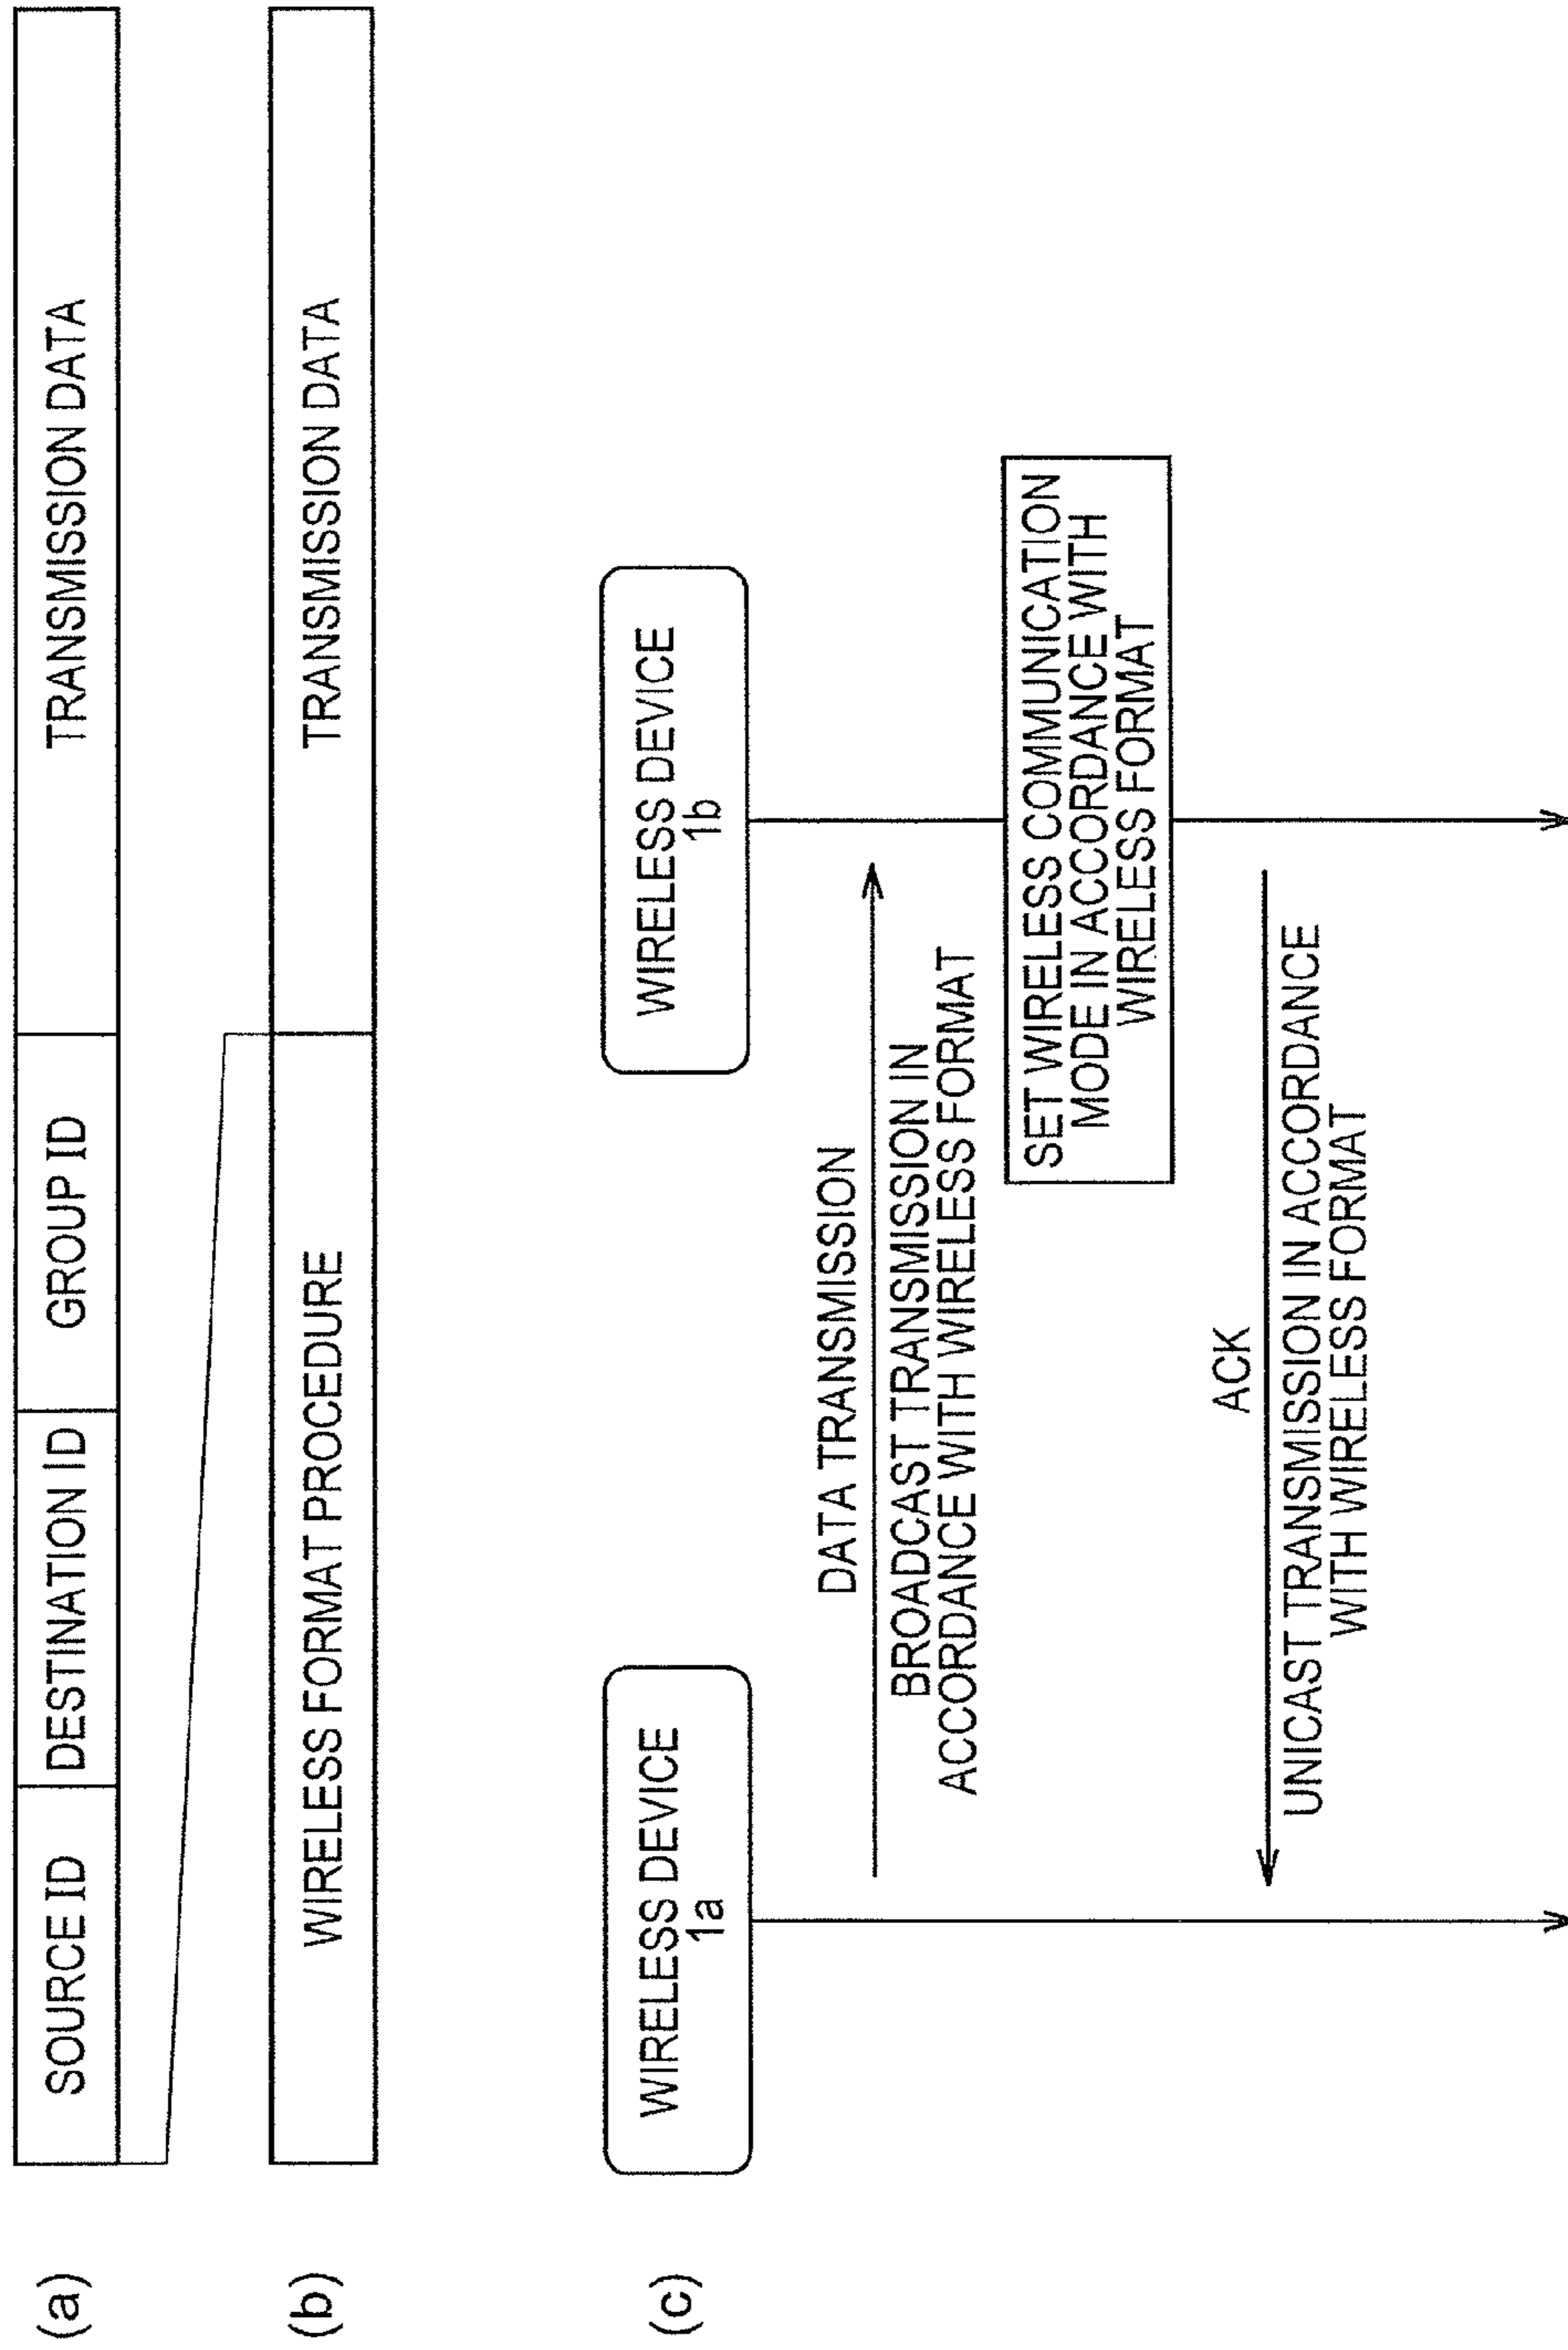 (a)
SOURCE ID
DESTINATION ID
GROUP ID
TRANSMISSION DATA
(b)
WIRELESS FORMAT PROCEDURE
TRANSMISSION DATA
(c)
WIRELESS DEVICE
1a
WIRELESS DEVICE
1b
DATA TRANSMISSION
BROADCAST TRANSMISSION IN
ACCORDANCE WITH WIRELESS FORMAT
SET WIRELESS COMMUNICATION
MODE IN ACCORDANCE WITH
WIRELESS FORMAT
ACK
UNICAST TRANSMISSION IN ACCORDANCE
WITH WIRELESS FORMAT